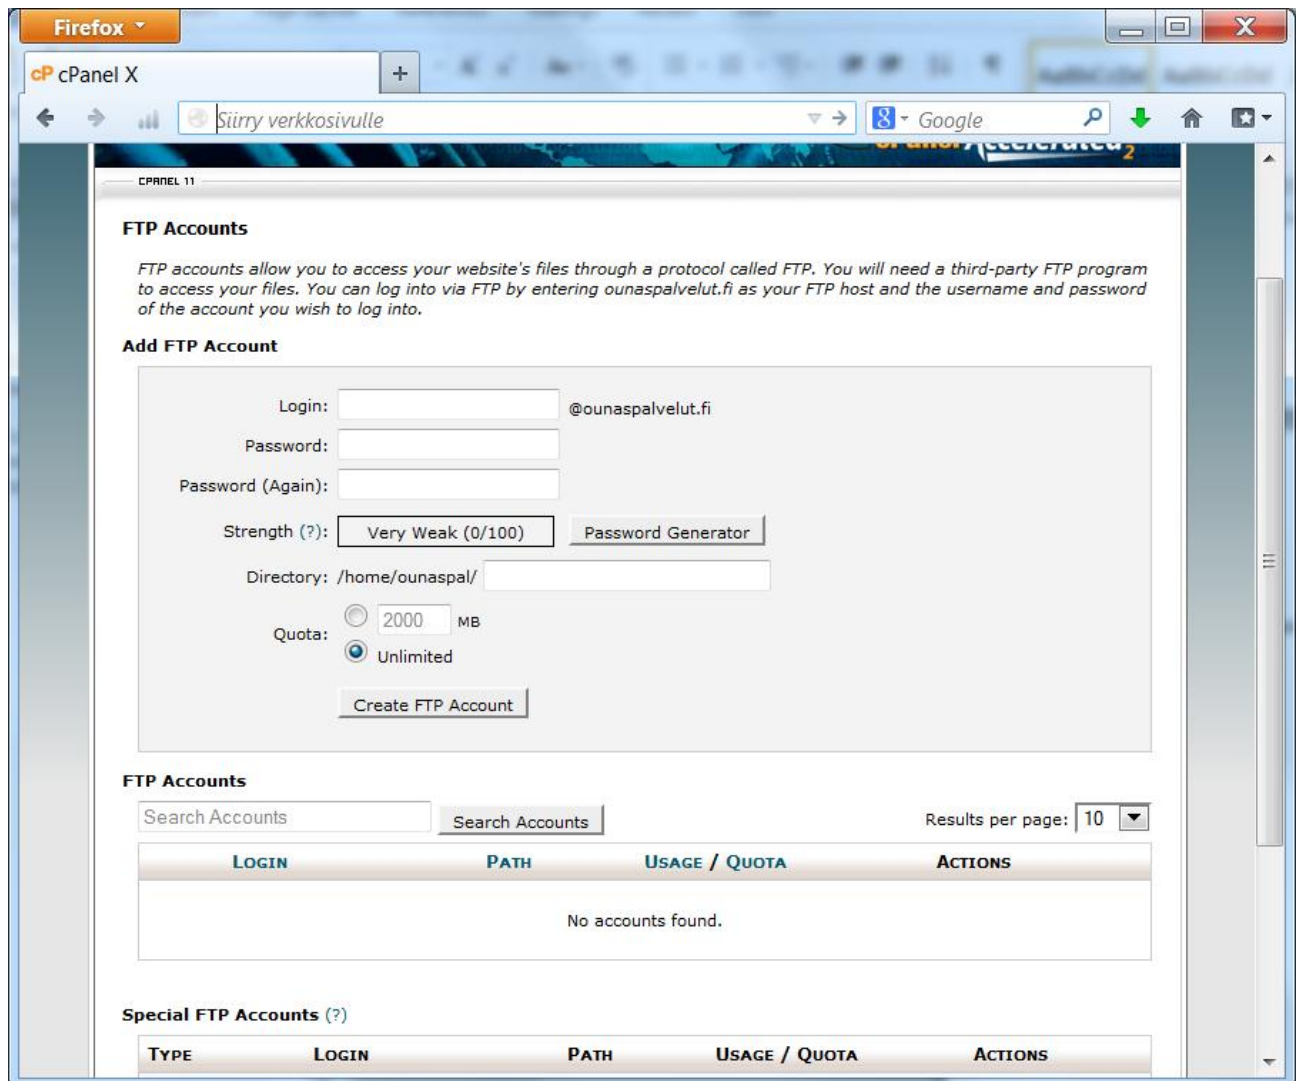 Firefox
cP cPanel X
+
Siirry verkkosivulle
8 Google
cPanel Accelerated2
CPANEL 11
FTP Accounts
FTP accounts allow you to access your website's files through a protocol called FTP. You will need a third-party FTP program
to access your files. You can log into via FTP by entering ounaspalvelut.fi as your FTP host and the username and password
of the account you wish to log into.
Add FTP Account
Login: @ounaspalvelut.fi
Password:
Password (Again):
Strength (?): Very Weak (0/100) Password Generator
Directory: /home/ounaspal/
Quota: 2000 MB
Unlimited
Create FTP Account
FTP Accounts
Search Accounts Search Accounts Results per page: 10
LOGIN PATH USAGE / QUOTA ACTIONS
No accounts found.
Special FTP Accounts (?)
TYPE LOGIN PATH USAGE / QUOTA ACTIONS